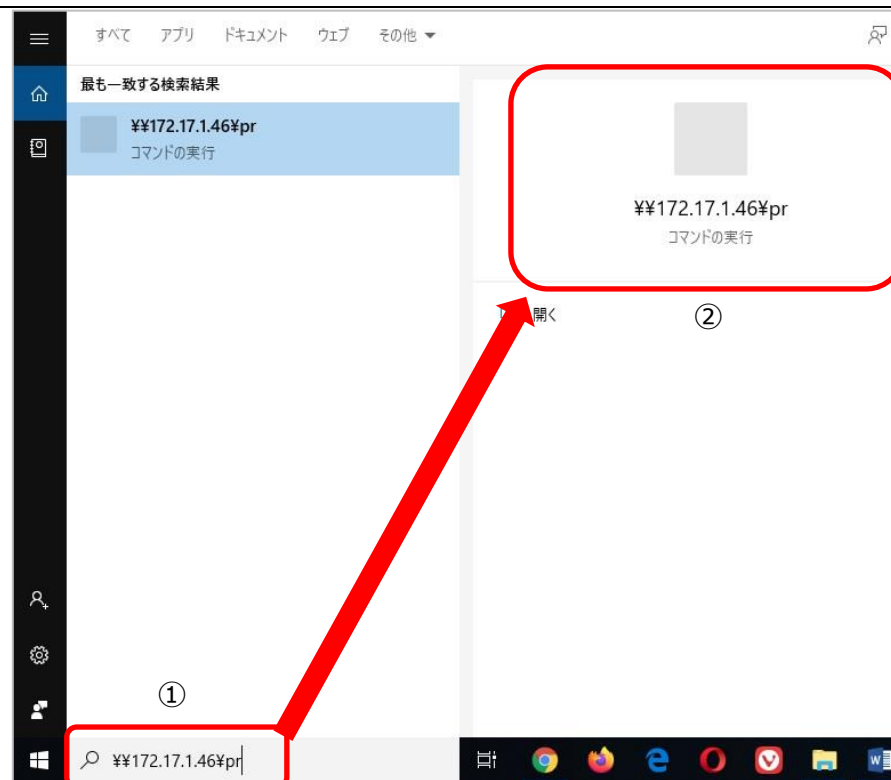 すべて アプリ ドキュメント ウェブ その他
最も一致する検索結果
¥¥172.17.1.46¥pr
コマンドの実行
¥¥172.17.1.46¥pr
コマンドの実行
開く
②
①
¥¥172.17.1.46¥pr